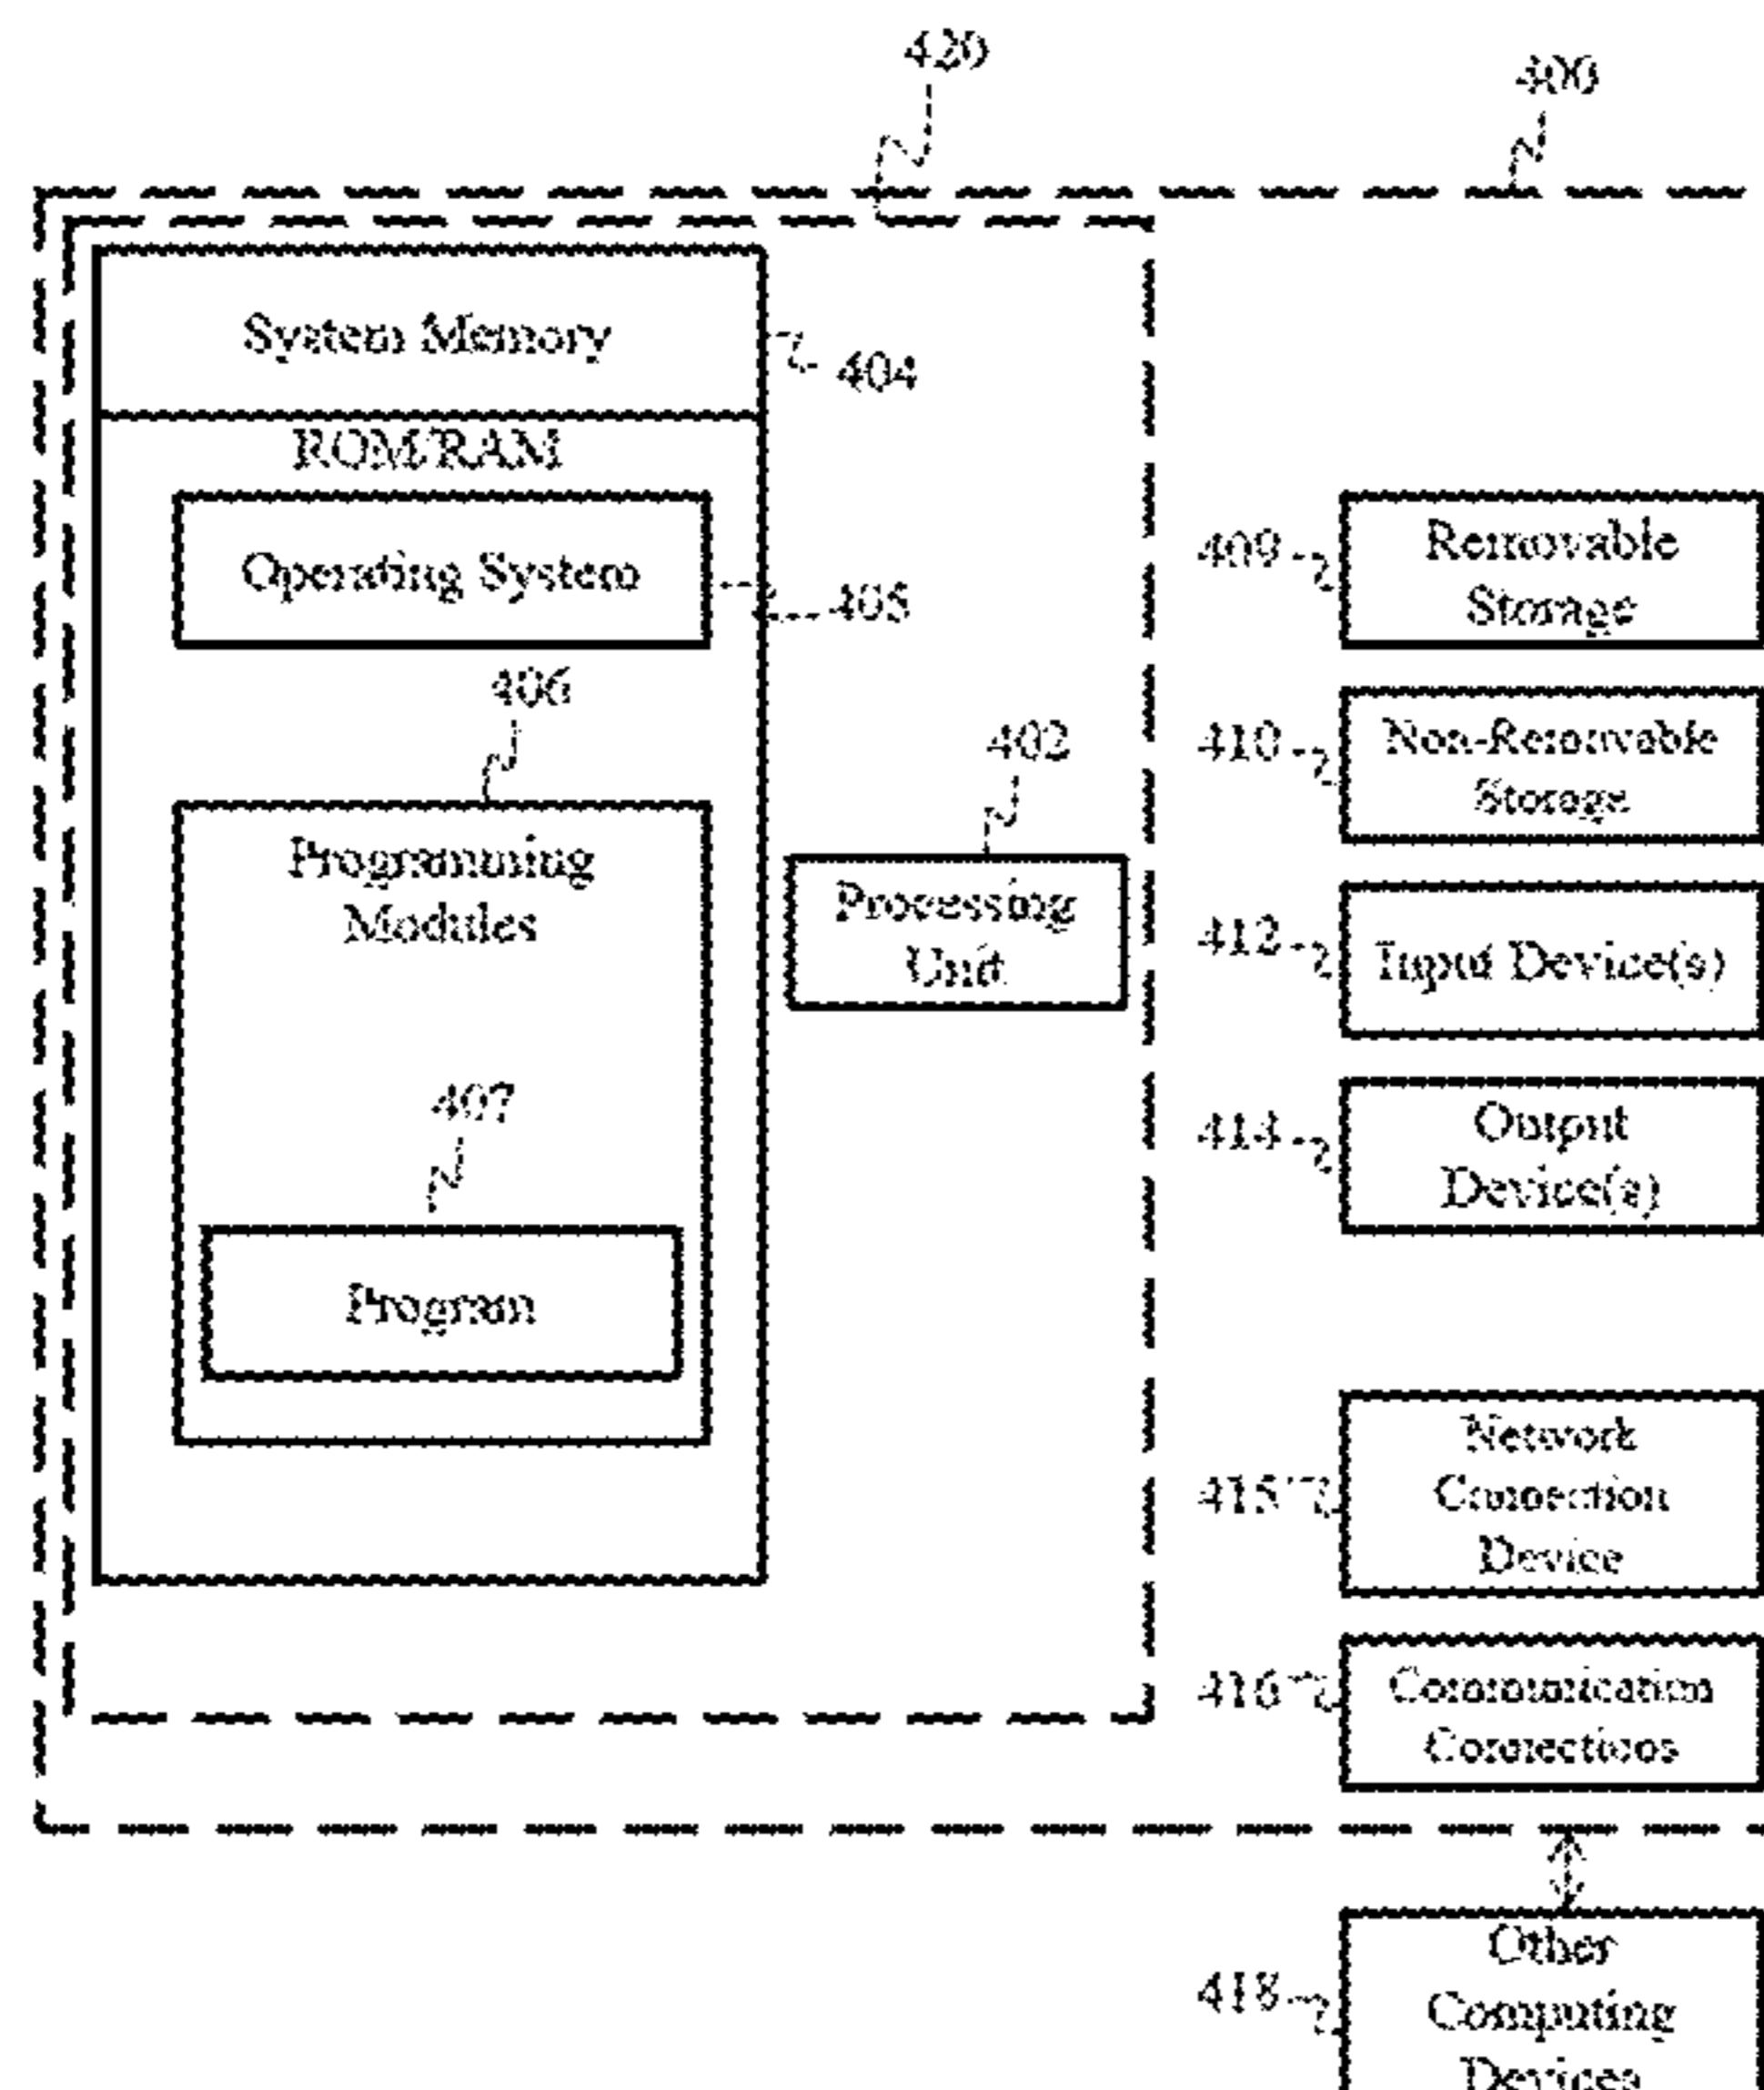 420
400
System Memory
404
ROM/RAM
Operating System
405
406
Programming
Modules
407
Program
402
Processing
Unit
409
Removable
Storage
410
Non-Removable
Storage
412
Input Device(s)
414
Output
Device(s)
415
Network
Connection
Device
416
Communication
Connections
418
Other
Computing
Devices